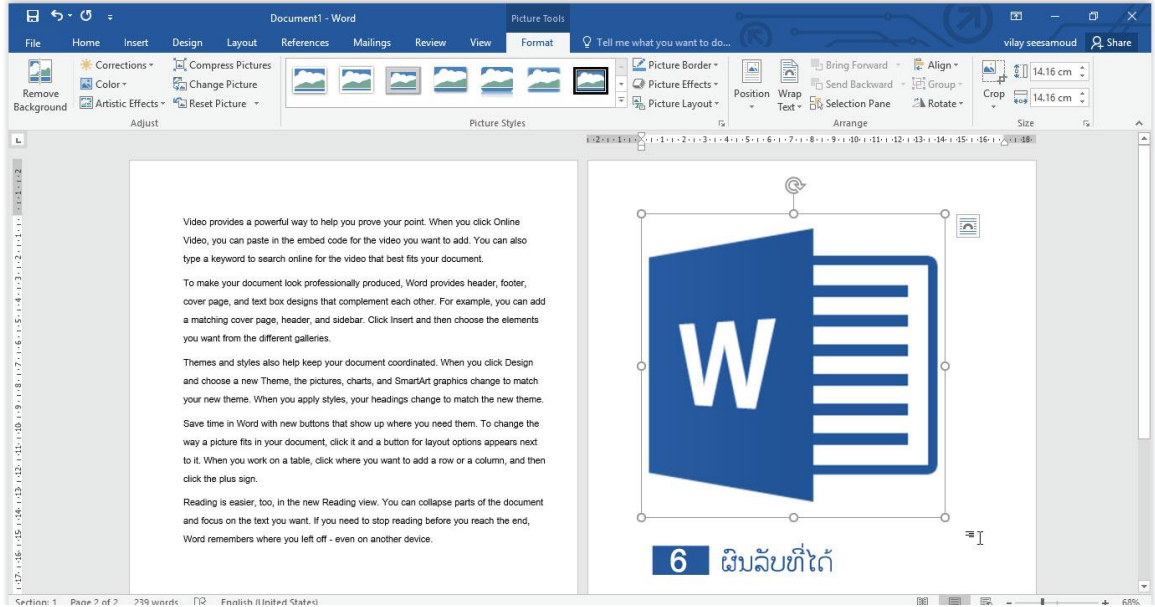 Document1 - Word
Picture Tools
File Home Insert Design Layout References Mailings Review View Format Tell me what you want to do... vilay seesamoud Share
Remove Background
Corrections
Color
Artistic Effects
Compress Pictures
Change Picture
Reset Picture
Adjust
Picture Styles
Picture Border
Picture Effects
Picture Layout
Position
Wrap Text
Bring Forward
Send Backward
Selection Pane
Align
Group
Rotate
Arrange
Crop
14.16 cm
14.16 cm
Size
Video provides a powerful way to help you prove your point. When you click Online
Video, you can paste in the embed code for the video you want to add. You can also
type a keyword to search online for the video that best fits your document.
To make your document look professionally produced, Word provides header, footer,
cover page, and text box designs that complement each other. For example, you can add
a matching cover page, header, and sidebar. Click Insert and then choose the elements
you want from the different galleries.
Themes and styles also help keep your document coordinated. When you click Design
and choose a new Theme, the pictures, charts, and SmartArt graphics change to match
your new theme. When you apply styles, your headings change to match the new theme.
Save time in Word with new buttons that show up where you need them. To change the
way a picture fits in your document, click it and a button for layout options appears next
to it. When you work on a table, click where you want to add a row or a column, and then
click the plus sign.
Reading is easier, too, in the new Reading view. You can collapse parts of the document
and focus on the text you want. If you need to stop reading before you reach the end,
Word remembers where you left off - even on another device.
W
6 ຜົນລັບທີ່ໄດ້
Section: 1 Page 2 of 2 239 words English (United States) 68%